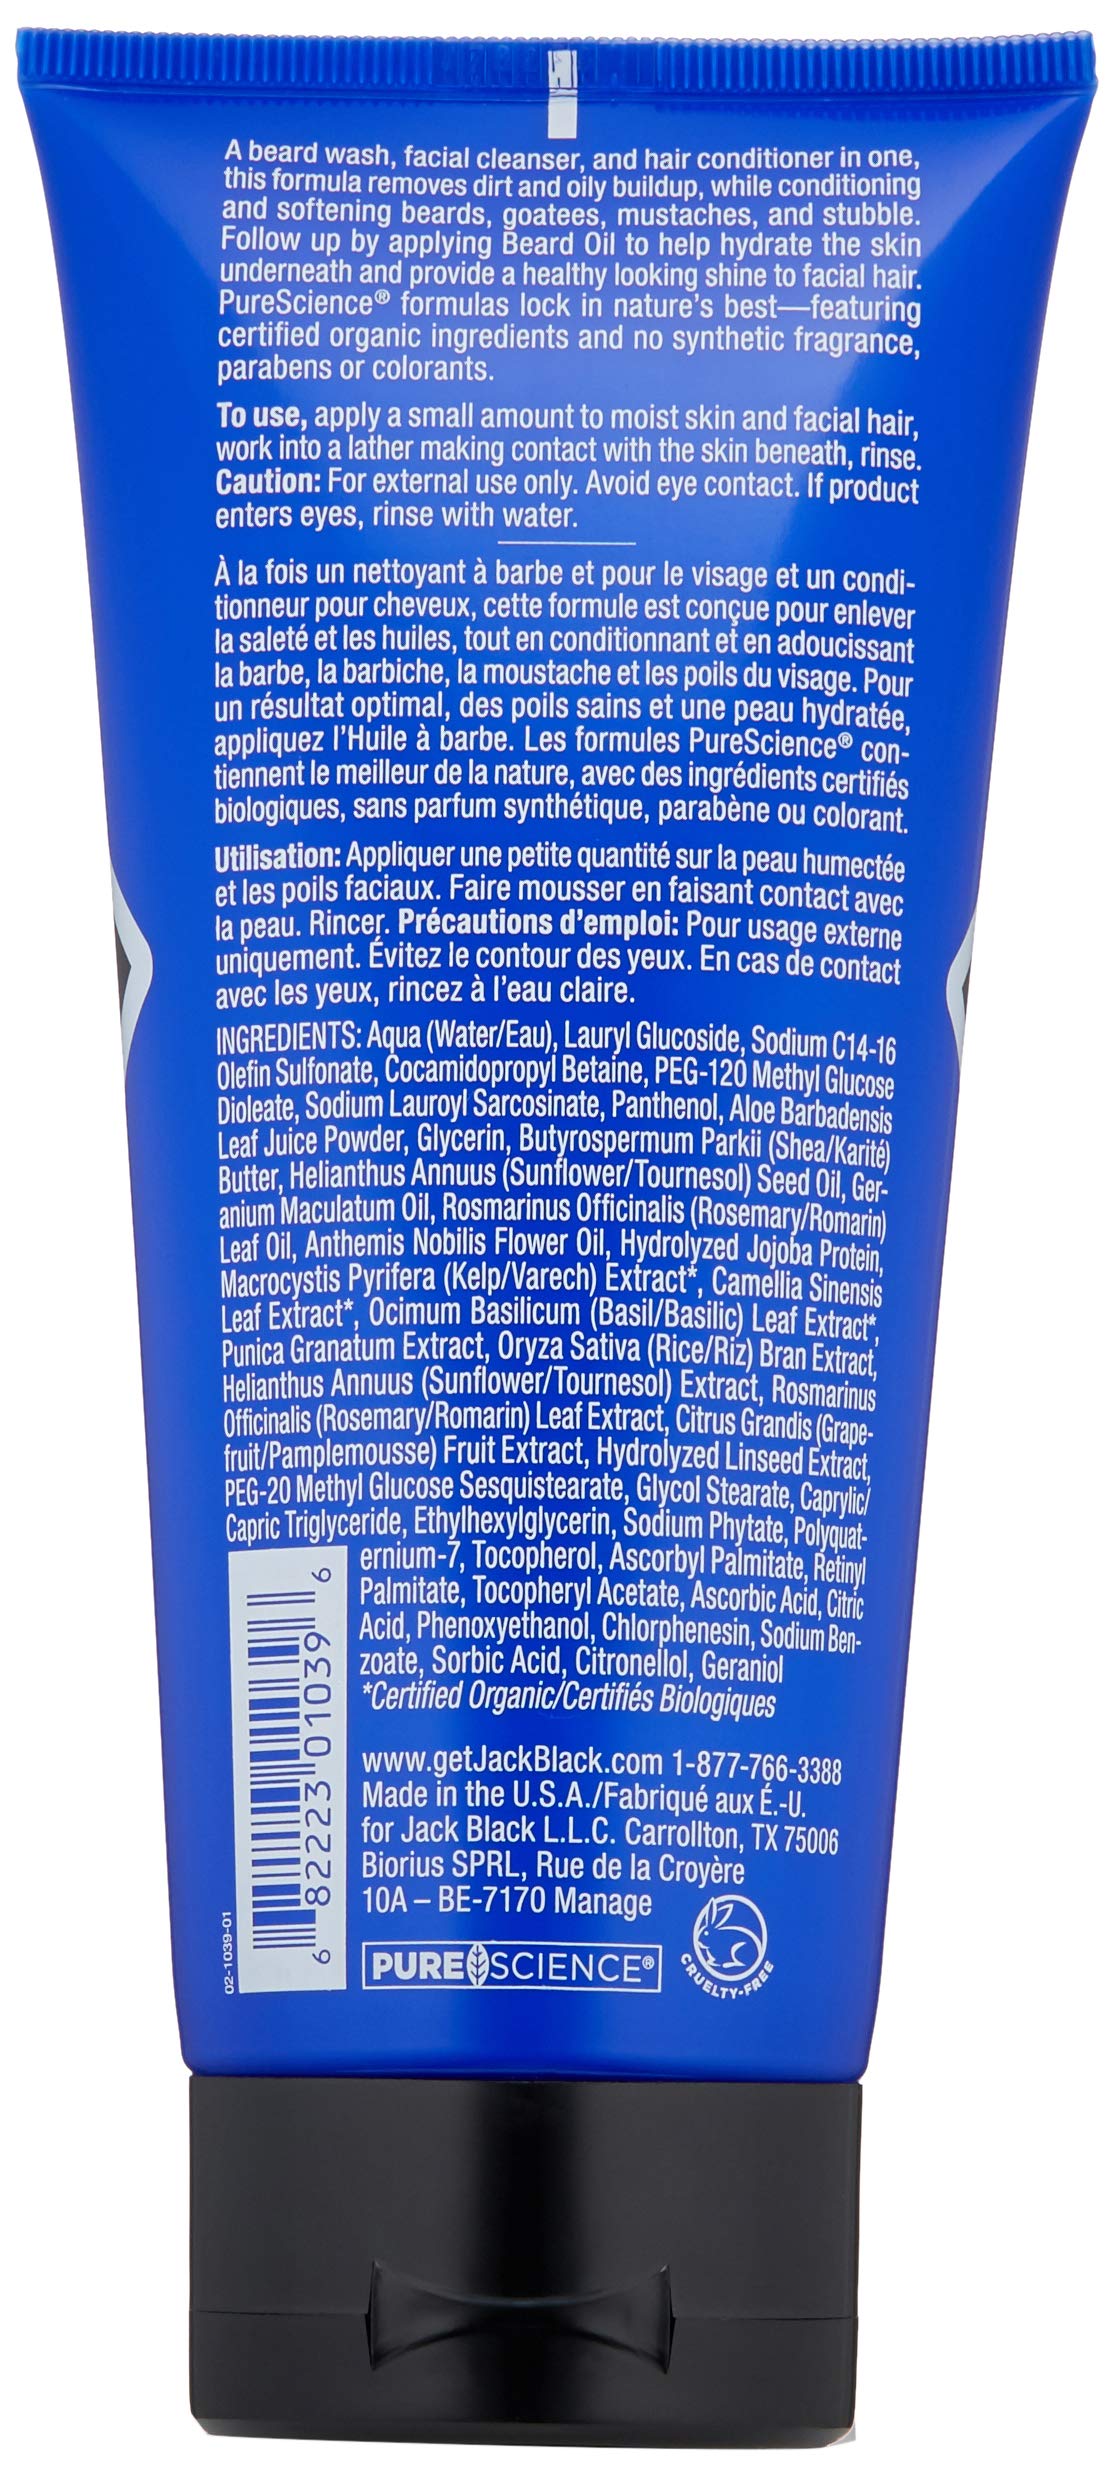 A beard wash, facial cleanser, and hair conditioner in one,
this formula removes dirt and oily buildup, while conditioning
and softening beards, goatees, mustaches, and stubble.
Follow up by applying Beard Oil to help hydrate the skin
underneath and provide a healthy looking shine to facial hair.
PureScience® formulas lock in nature's best—featuring
certified organic ingredients and no synthetic fragrance,
parabens or colorants.
To use, apply a small amount to moist skin and facial hair,
work into a lather making contact with the skin beneath, rinse.
Caution: For external use only. Avoid eye contact. If product
enters eyes, rinse with water.
À la fois un nettoyant à barbe et pour le visage et un condi-
tionneur pour cheveux, cette formule est conçue pour enlever
la saleté et les huiles, tout en conditionnant et en adoucissant
la barbe, la barbiche, la moustache et les poils du visage. Pour
un résultat optimal, des poils sains et une peau hydratée,
appliquez l'Huile à barbe. Les formules PureScience® con-
tiennent le meilleur de la nature, avec des ingrédients certifiés
biologiques, sans parfum synthétique, parabène ou colorant.
Utilisation: Appliquer une petite quantité sur la peau humectée
et les poils faciaux. Faire mousser en faisant contact avec
la peau. Rincer. Précautions d'emploi: Pour usage externe
uniquement. Évitez le contour des yeux. En cas de contact
avec les yeux, rincez à l'eau claire.
INGREDIENTS: Aqua (Water/Eau), Lauryl Glucoside, Sodium C14-16
Olefin Sulfonate, Cocamidopropyl Betaine, PEG-120 Methyl Glucose
Dioleate, Sodium Lauroyl Sarcosinate, Panthenol, Aloe Barbadensis
Leaf Juice Powder, Glycerin, Butyrospermum Parkii (Shea/Karité)
Butter, Helianthus Annuus (Sunflower/Tournesol) Seed Oil, Ger-
anium Maculatum Oil, Rosmarinus Officinalis (Rosemary/Romarin)
Leaf Oil, Anthemis Nobilis Flower Oil, Hydrolyzed Jojoba Protein,
Macrocystis Pyrifera (Kelp/Varech) Extract*, Camellia Sinensis
Leaf Extract*, Ocimum Basilicum (Basil/Basilic) Leaf Extract*,
Punica Granatum Extract, Oryza Sativa (Rice/Riz) Bran Extract,
Helianthus Annuus (Sunflower/Tournesol) Extract, Rosmarinus
Officinalis (Rosemary/Romarin) Leaf Extract, Citrus Grandis (Grape-
fruit/Pamplemousse) Fruit Extract, Hydrolyzed Linseed Extract,
PEG-20 Methyl Glucose Sesquistearate, Glycol Stearate, Caprylic/
Capric Triglyceride, Ethylhexylglycerin, Sodium Phytate, Polyquat-
ernium-7, Tocopherol, Ascorbyl Palmitate, Retinyl
Palmitate, Tocopheryl Acetate, Ascorbic Acid, Citric
Acid, Phenoxyethanol, Chlorphenesin, Sodium Ben-
zoate, Sorbic Acid, Citronellol, Geraniol
*Certified Organic/Certifiés Biologiques
www.getJackBlack.com 1-877-766-3388
Made in the U.S.A./Fabriqué aux É.-U.
for Jack Black L.L.C. Carrollton, TX 75006
Biorius SPRL, Rue de la Croyère
10A – BE-7170 Manage
PURE SCIENCE®
CRUELTY-FREE
6 82223 01039 6
02-1039-01